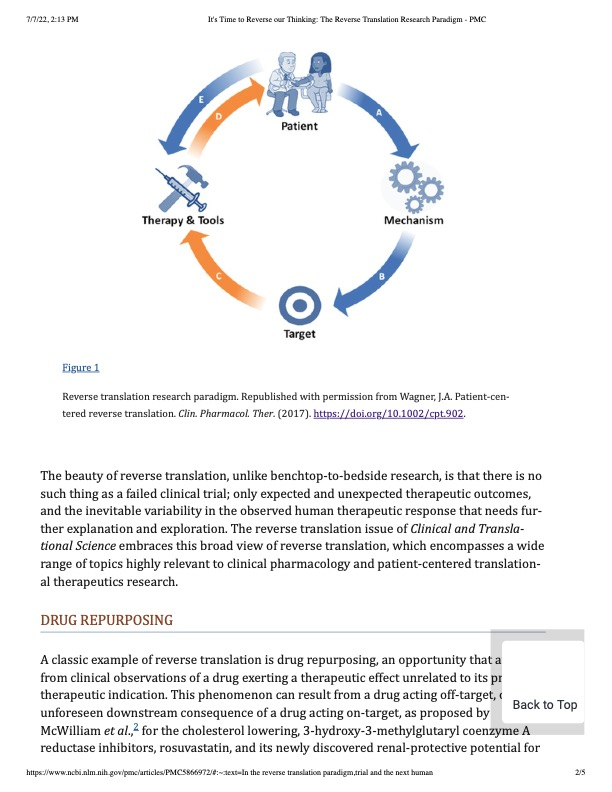 7/7/22, 2:13 PM It's Time to Reverse our Thinking: The Reverse Translation Research Paradigm - PMC
E
D
A
Patient
Therapy & Tools
Mechanism
C
B
Target
Figure 1
Reverse translation research paradigm. Republished with permission from Wagner, J.A. Patient-cen-
tered reverse translation. Clin. Pharmacol. Ther. (2017). https://doi.org/10.1002/cpt.902.
The beauty of reverse translation, unlike benchtop-to-bedside research, is that there is no
such thing as a failed clinical trial; only expected and unexpected therapeutic outcomes,
and the inevitable variability in the observed human therapeutic response that needs fur-
ther explanation and exploration. The reverse translation issue of Clinical and Transla-
tional Science embraces this broad view of reverse translation, which encompasses a wide
range of topics highly relevant to clinical pharmacology and patient-centered translation-
al therapeutics research.
DRUG REPURPOSING
A classic example of reverse translation is drug repurposing, an opportunity that
from clinical observations of a drug exerting a therapeutic effect unrelated to its
therapeutic indication. This phenomenon can result from a drug acting off-target,
unforeseen downstream consequence of a drug acting on-target, as proposed by
Back to Top
McWilliam et al.,2 for the cholesterol lowering, 3-hydroxy-3-methylglutaryl coenzyme A
reductase inhibitors, rosuvastatin, and its newly discovered renal-protective potential for
https://www.ncbi.nlm.nih.gov/pmc/articles/PMC5866972/#:~:text=In the reverse translation paradigm,trial and the next human 2/5